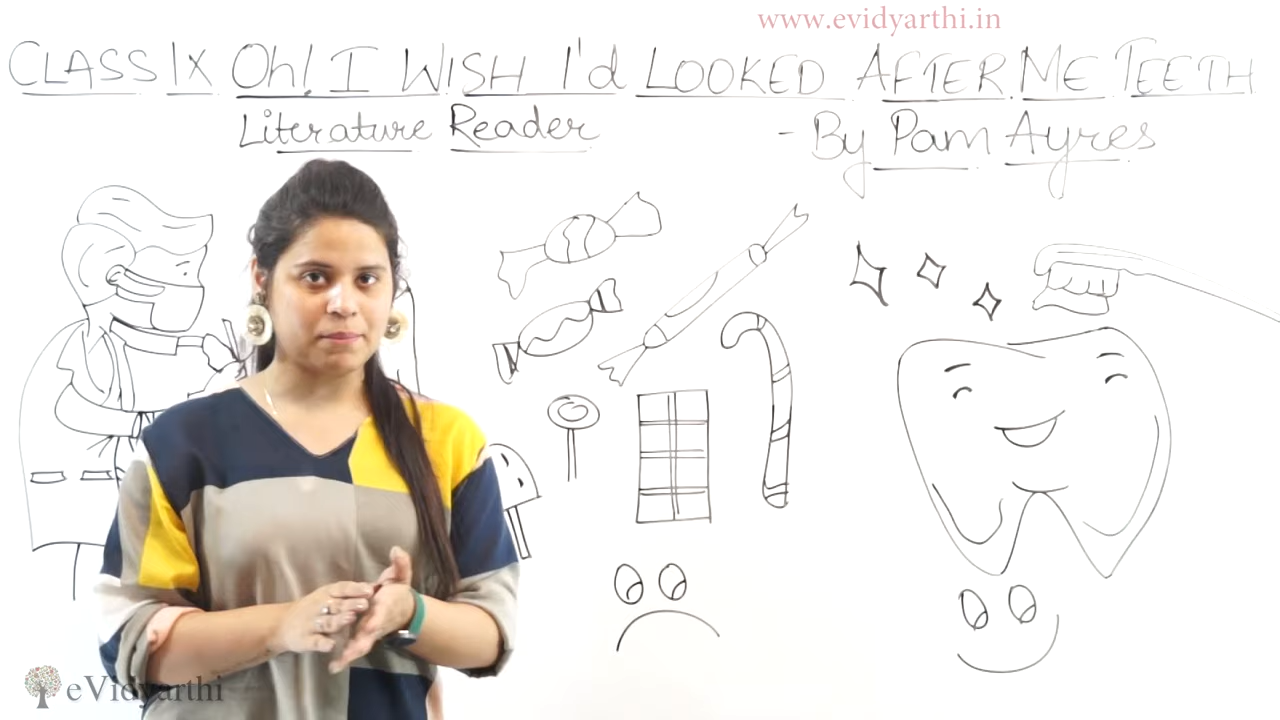 www.evidyarthi.in
CLASS IX Oh! I WISH I'd LOOKED AFTER ME TEETH
Literature Reader - By Pam Ayres
eVidyarthi